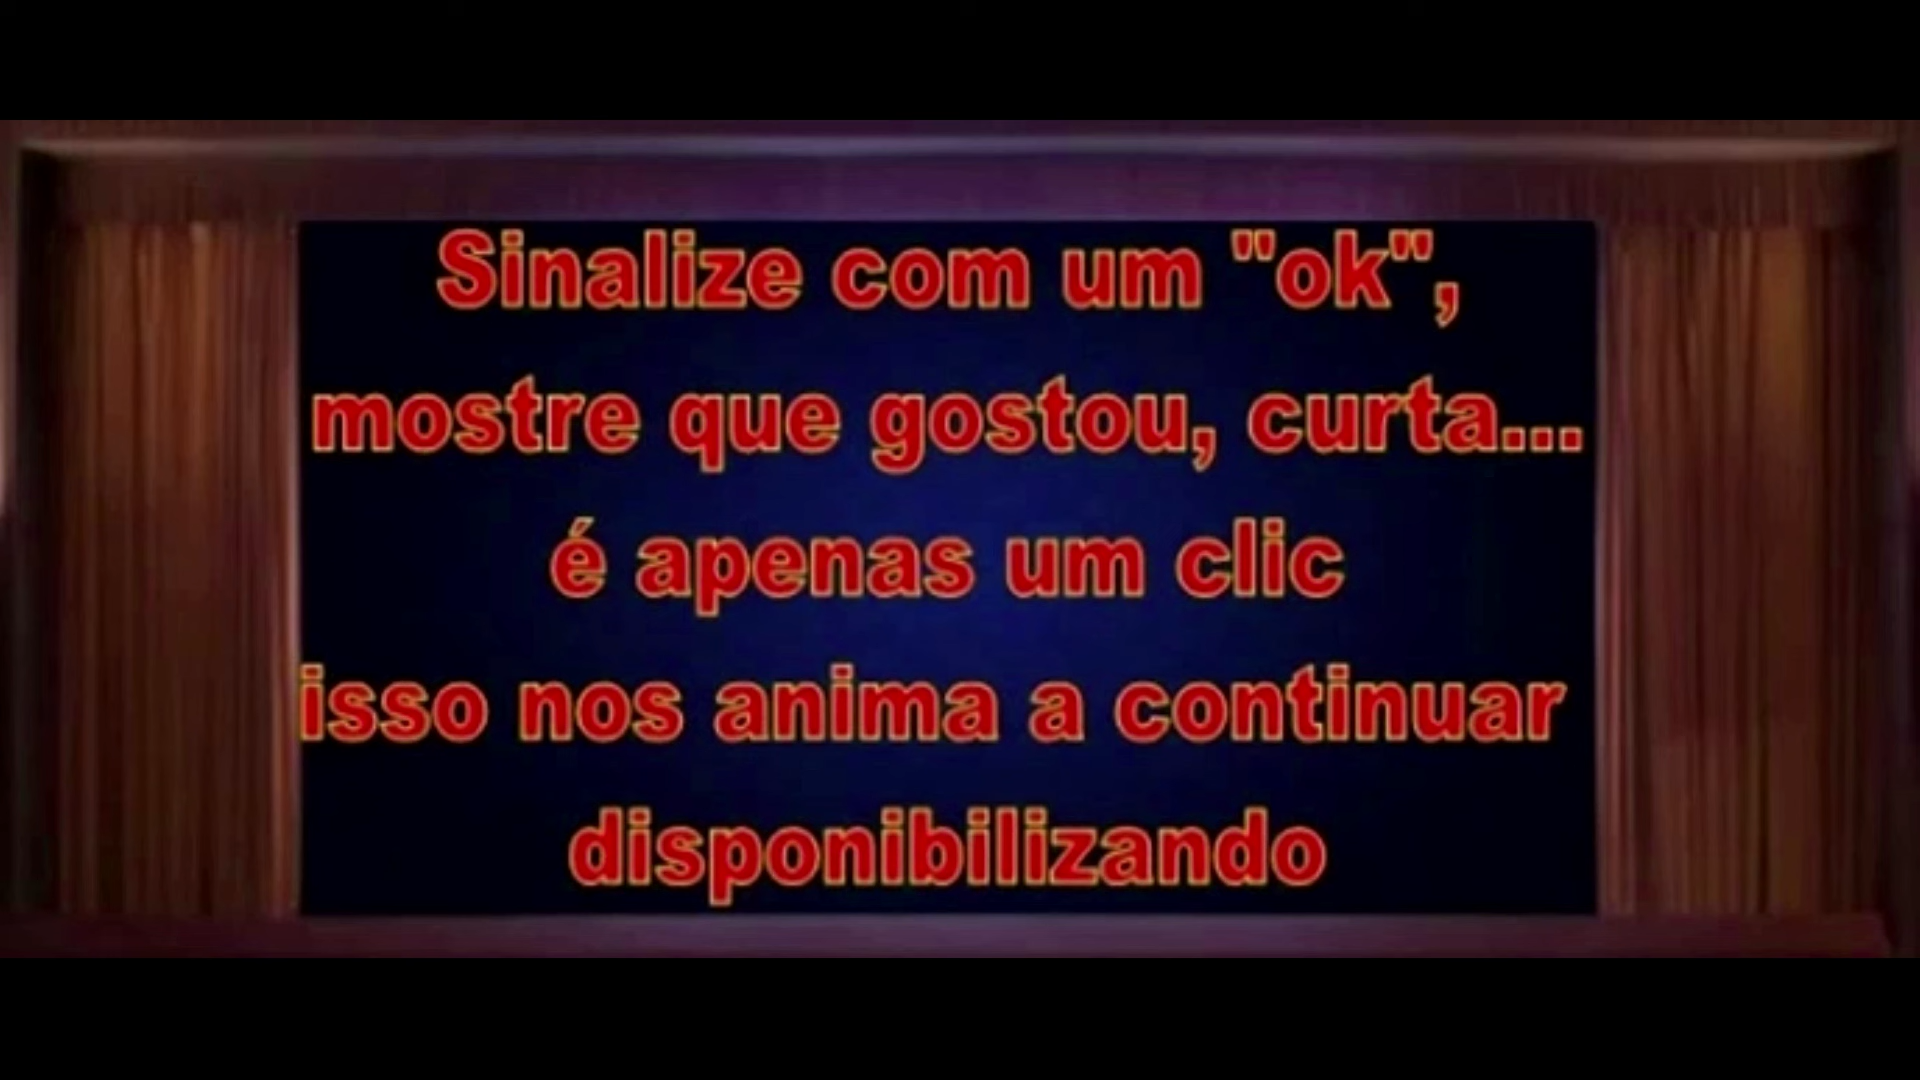 Sinalize com um "ok",
mostre que gostou, curta...
é apenas um clic
isso nos anima a continuar
disponibilizando